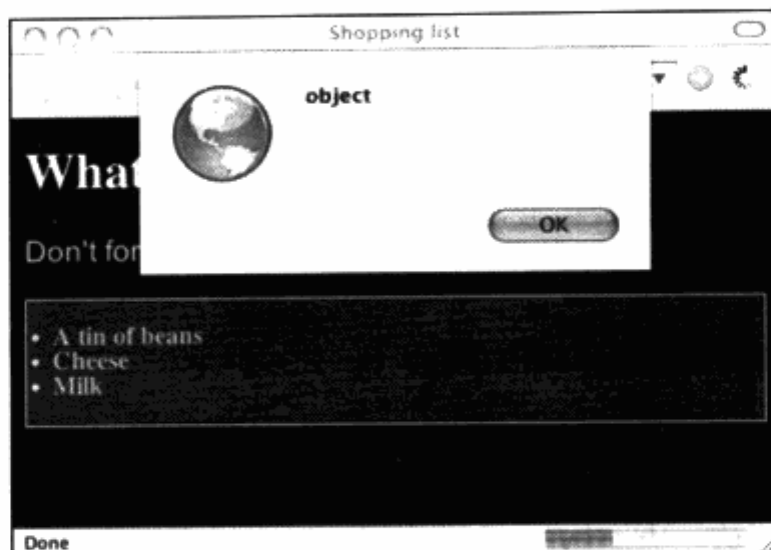 Shopping list
object
OK
What
Don't for
• A tin of beans
• Cheese
• Milk
Done